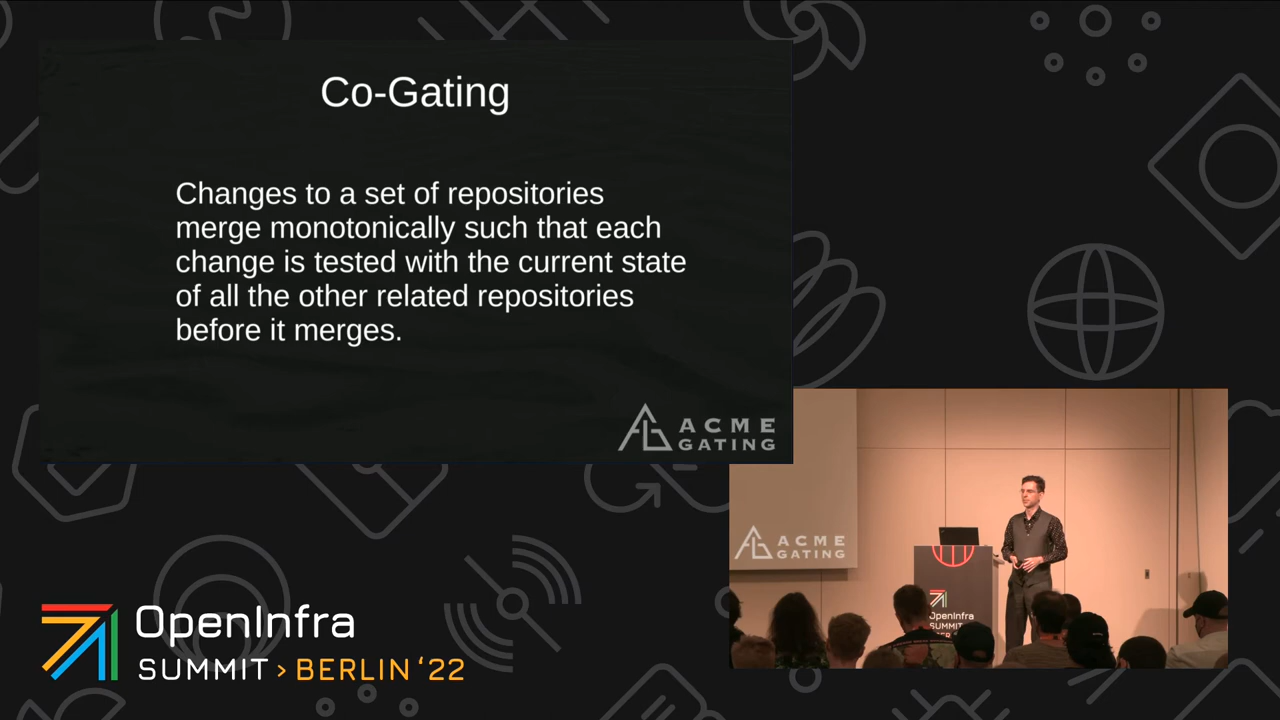 Co-Gating
Changes to a set of repositories
merge monotonically such that each
change is tested with the current state
of all the other related repositories
before it merges.
ACME
GATING
ACME
GATING
OpenInfra
SUMMIT
OpenInfra
SUMMIT > BERLIN ‘22